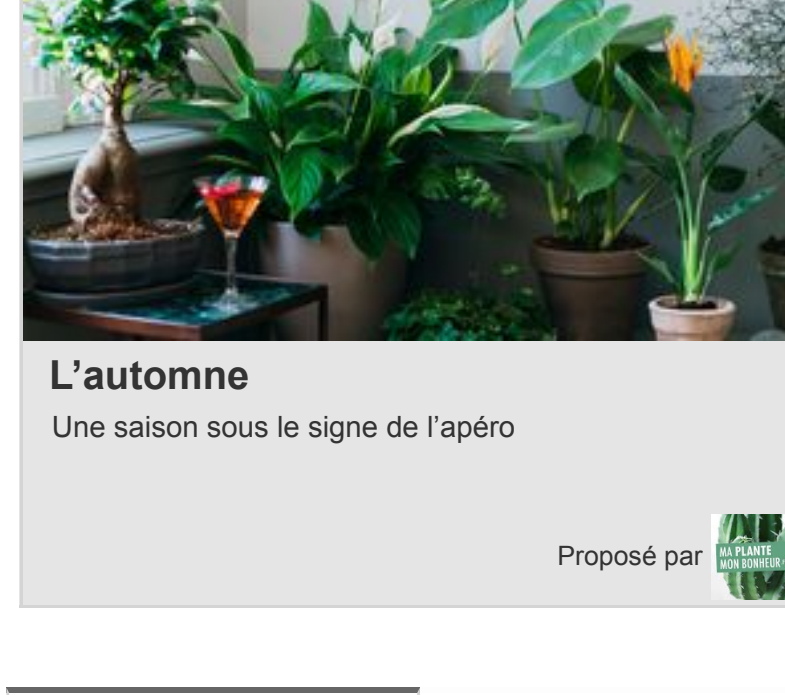 L’automne
Une saison sous le signe de l’apéro
Proposé par
MA PLANTE
MON BONHEUR